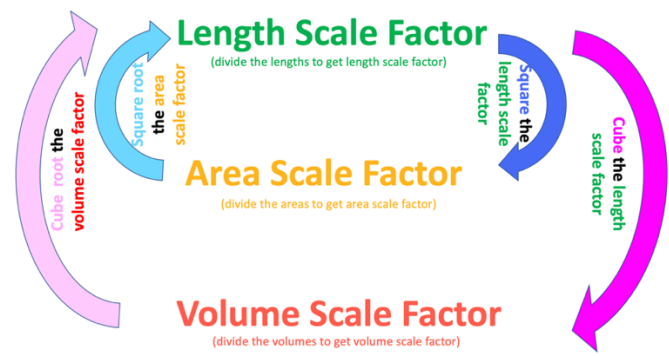 Length Scale Factor
(divide the lengths to get length scale factor)
Square root
the area
scale factor
Square the
length scale
factor
Cube root the
volume scale factor
Cube the length
scale factor
Area Scale Factor
(divide the areas to get area scale factor)
Volume Scale Factor
(divide the volumes to get volume scale factor)